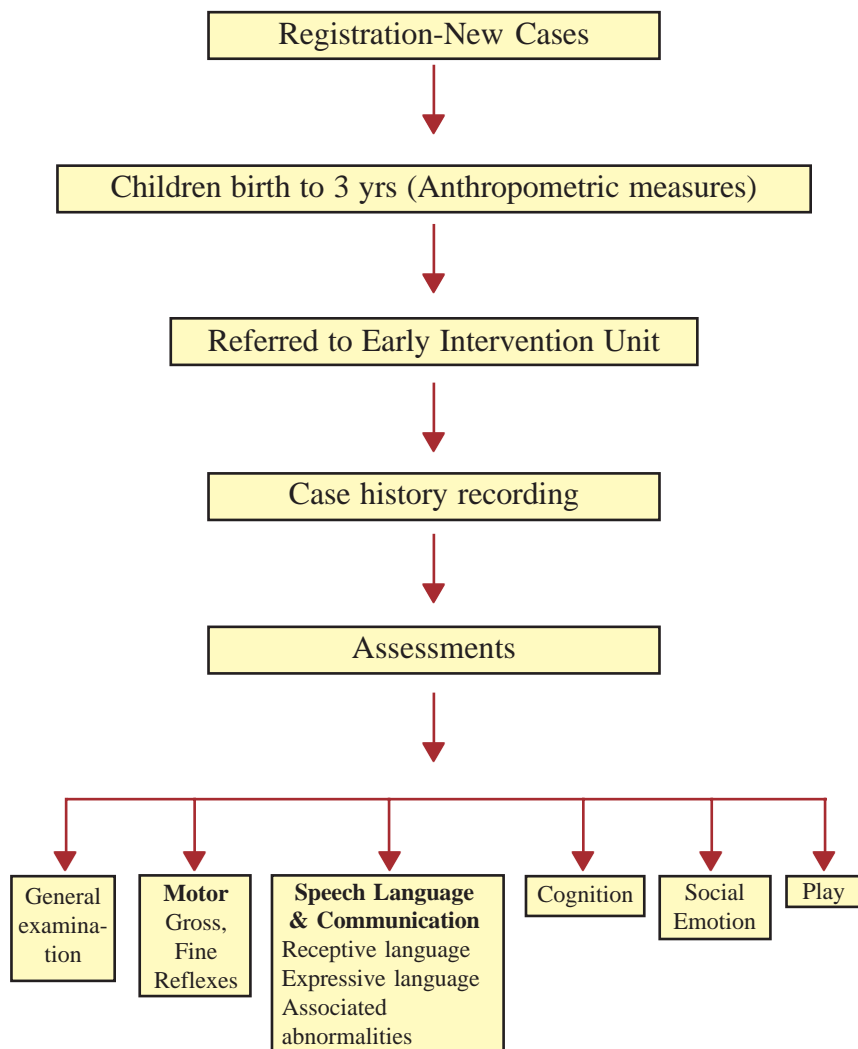 Registration-New Cases
Children birth to 3 yrs (Anthropometric measures)
Referred to Early Intervention Unit
Case history recording
Assessments
General
examina-
tion
Motor
Gross,
Fine
Reflexes
Speech Language
& Communication
Receptive language
Expressive language
Associated
abnormalities
Cognition
Social
Emotion
Play